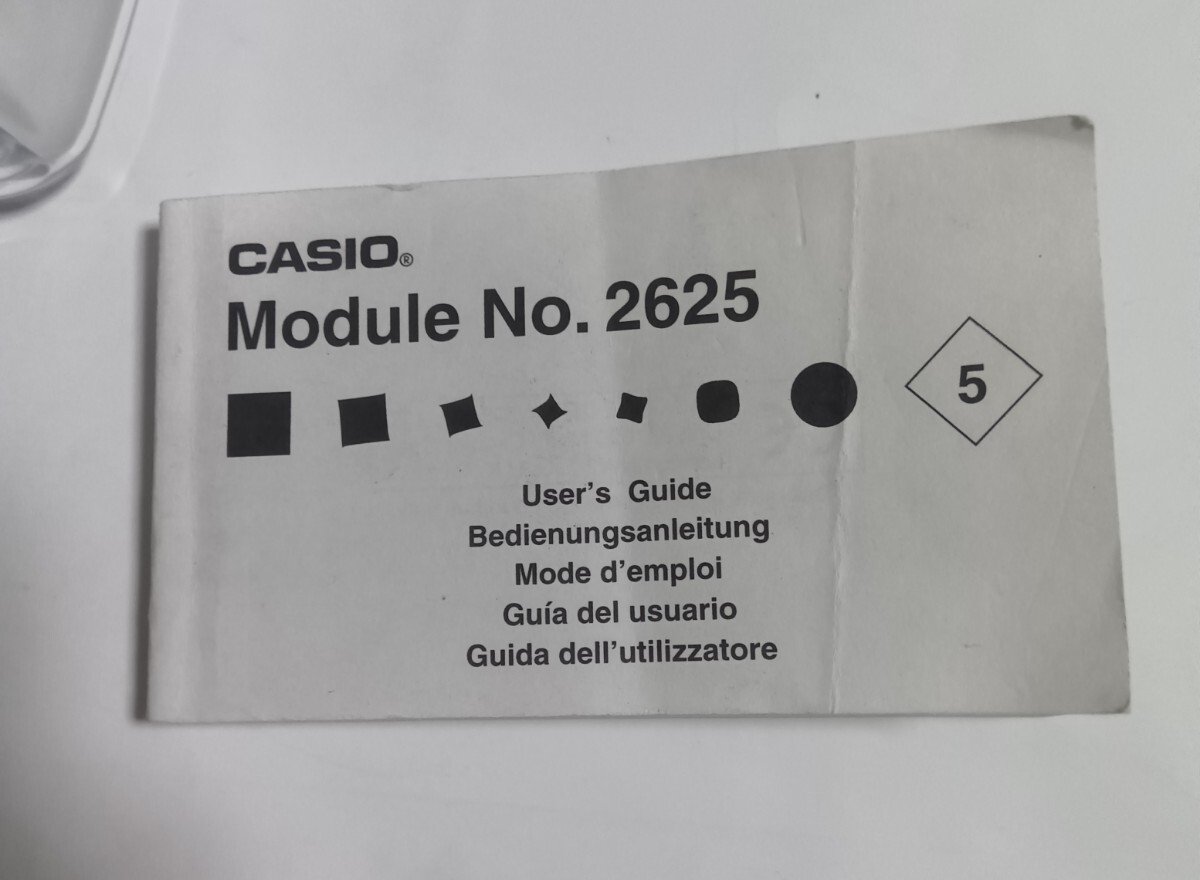 CASIO®
Module No. 2625
5
User's Guide
Bedienungsanleitung
Mode d'emploi
Guía del usuario
Guida dell'utilizzatore